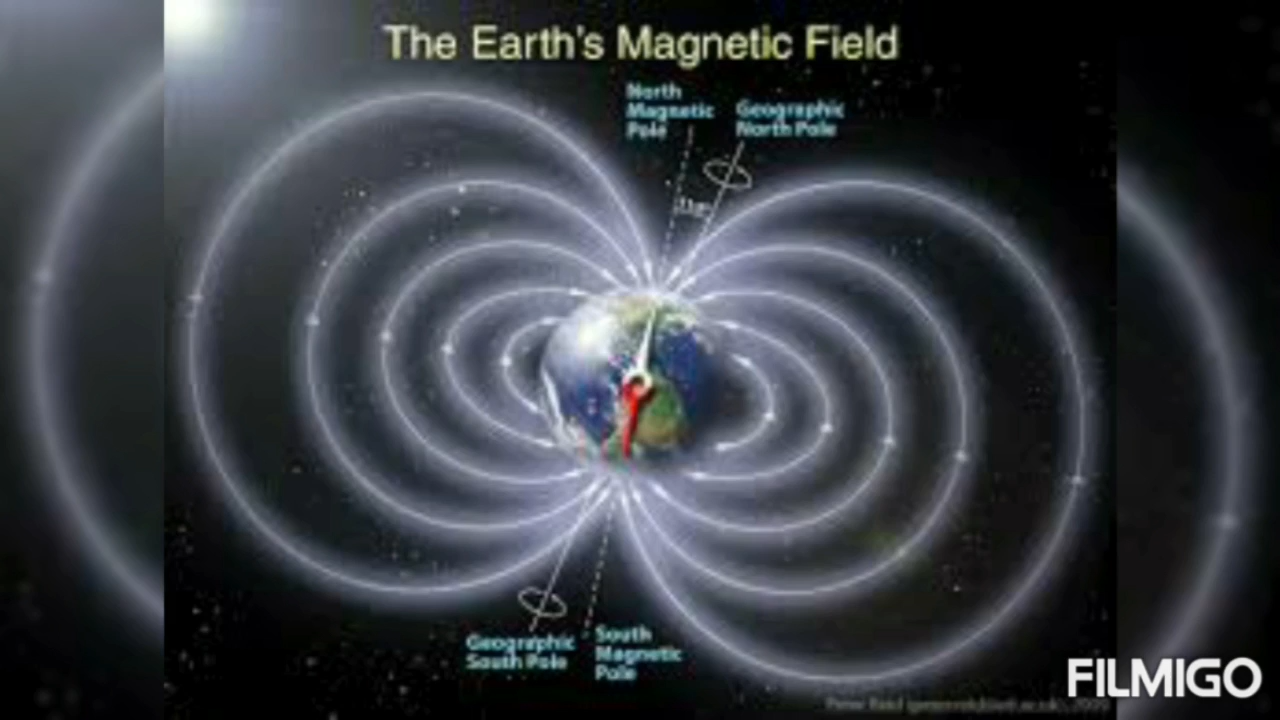 The Earth's Magnetic Field
North
Magnetic
Pole
Geographic
North Pole
Geographic
South Pole
South
Magnetic
Pole
FILMIGO